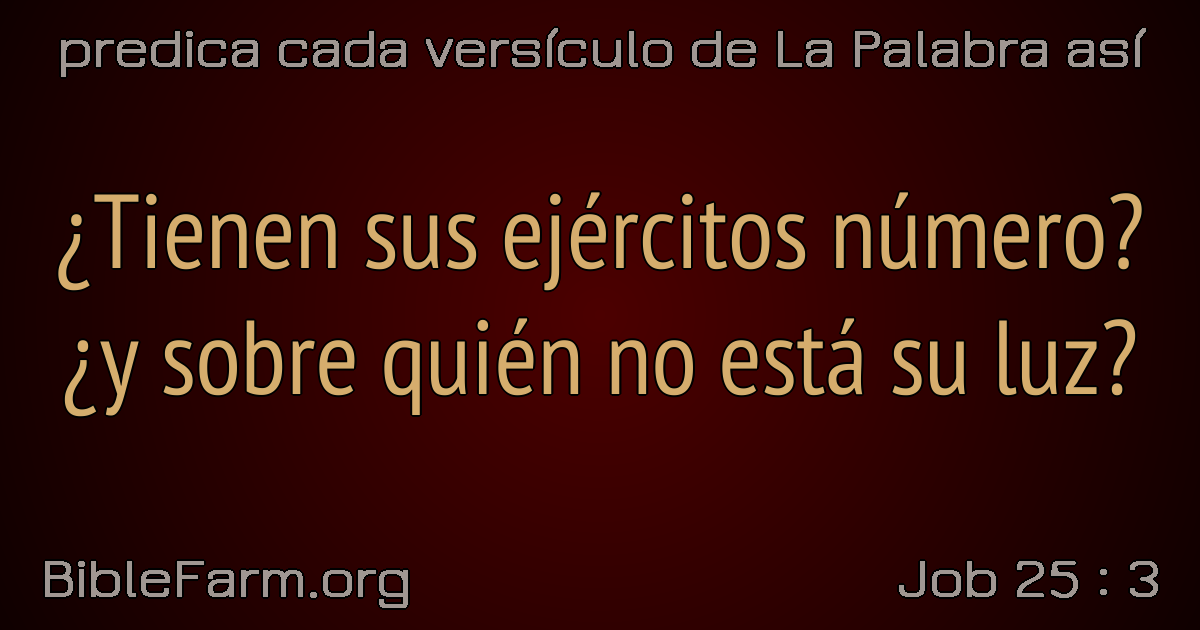 predica cada versículo de La Palabra así
¿Tienen sus ejércitos número?
¿y sobre quién no está su luz?
BibleFarm.org
Job 25 : 3